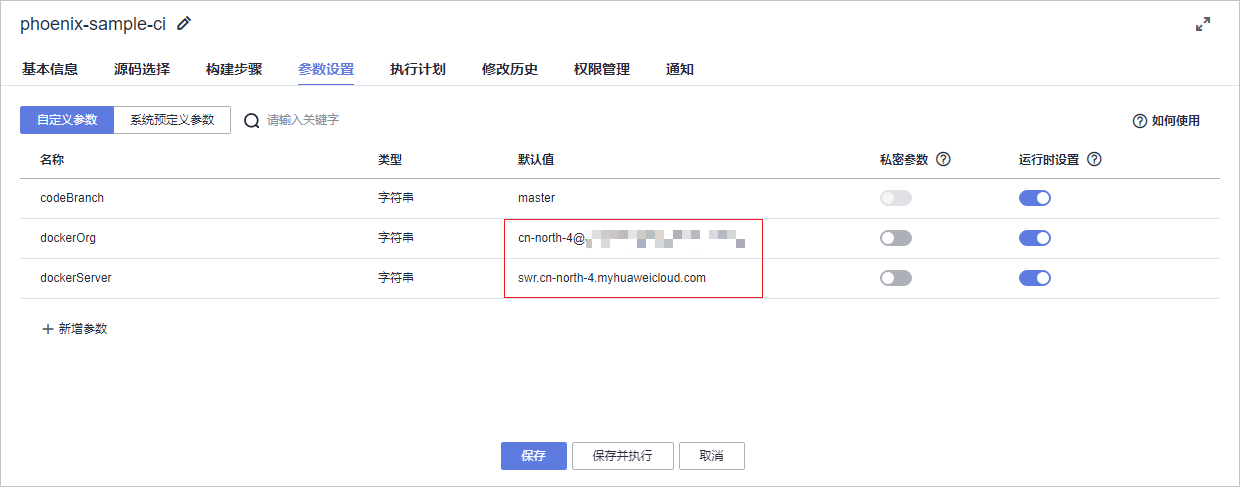 phoenix-sample-ci
基本信息 源码选择 构建步骤 参数设置 执行计划 修改历史 权限管理 通知
自定义参数 系统预定义参数 请输入关键字 如何使用
名称 类型 默认值 私密参数 运行时设置
codeBranch 字符串 master
dockerOrg 字符串 cn-north-4@
dockerServer 字符串 swr.cn-north-4.myhuaweicloud.com
新增参数
保存 保存并执行 取消